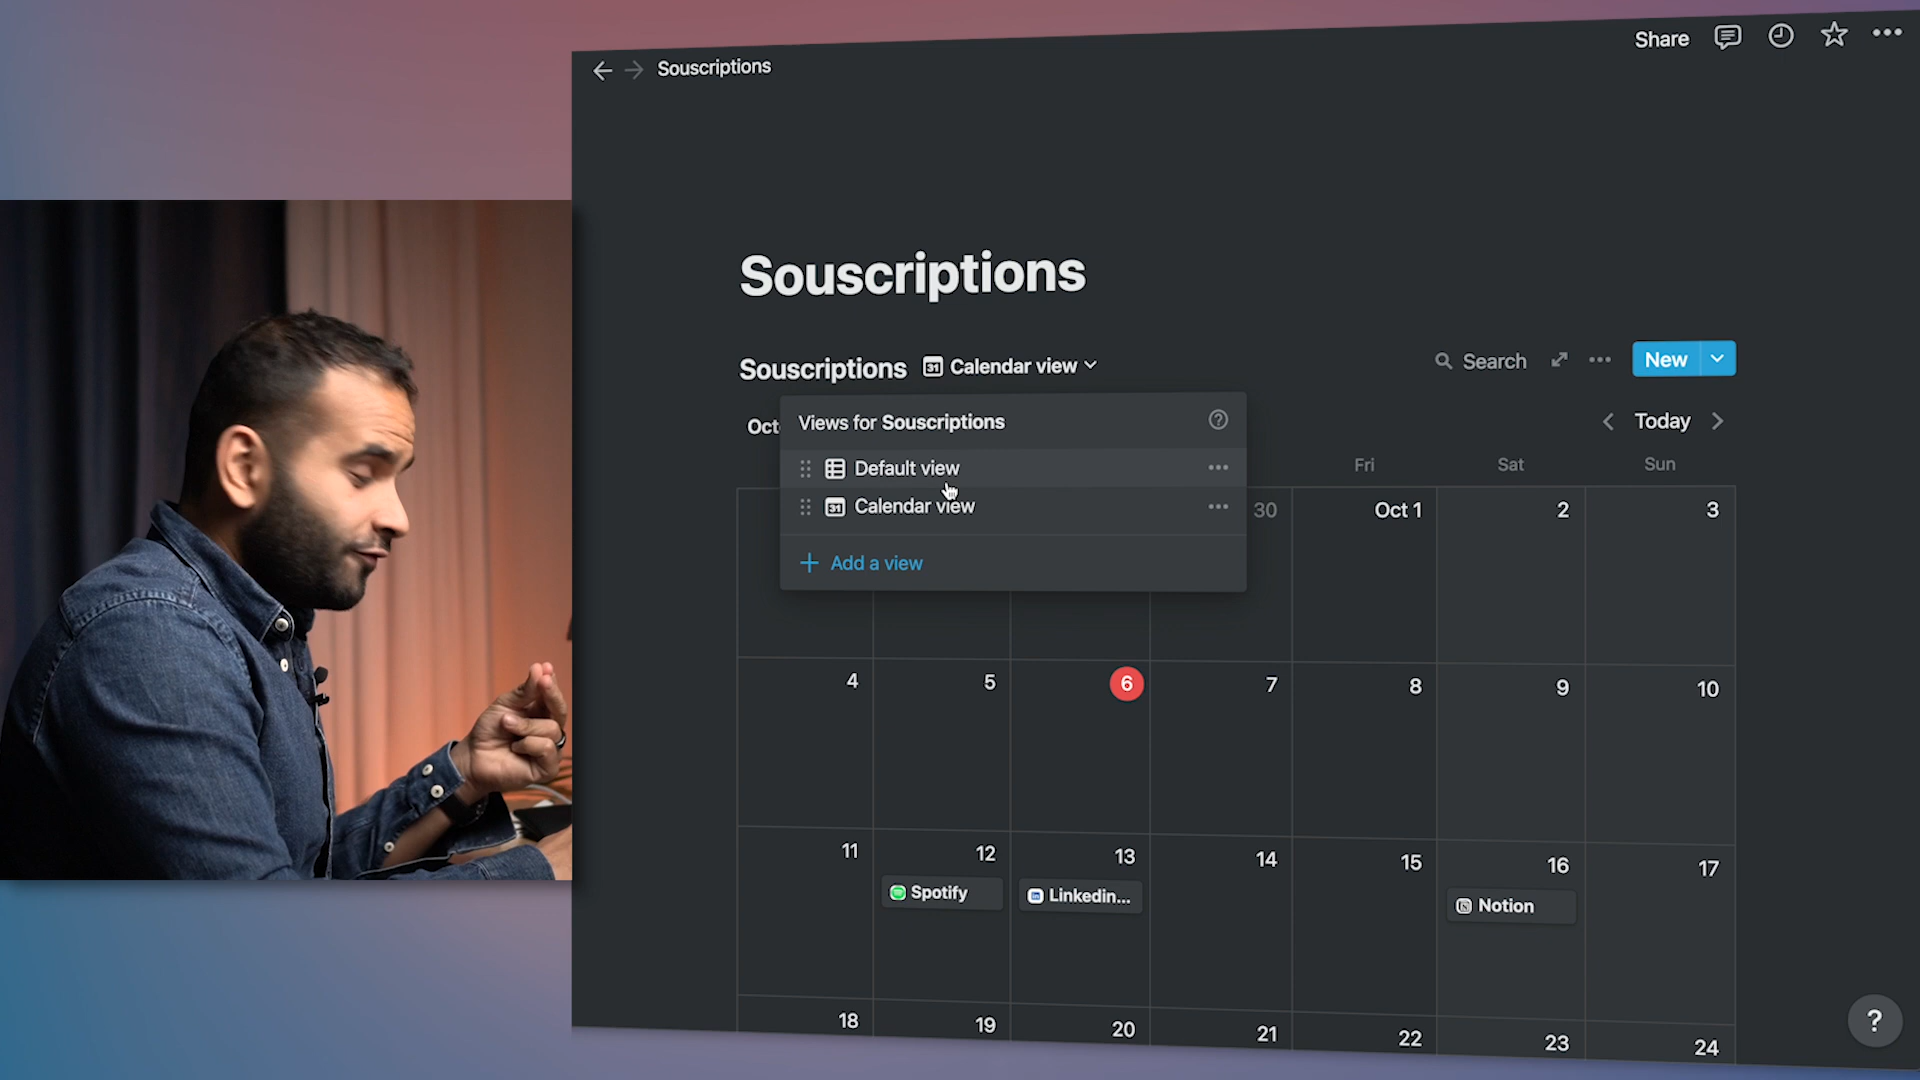 Share
Souscriptions
Souscriptions
Souscriptions 31 Calendar view
Search
New
Oct
Views for Souscriptions ?
Today
Default view
31 Calendar view
Add a view
Fri Sat Sun
30 Oct 1 2 3
4 5 6 7 8 9 10
11 12 13 14 15 16 17
Spotify Linkedin... Notion
18 19 20 21 22 23 24
?